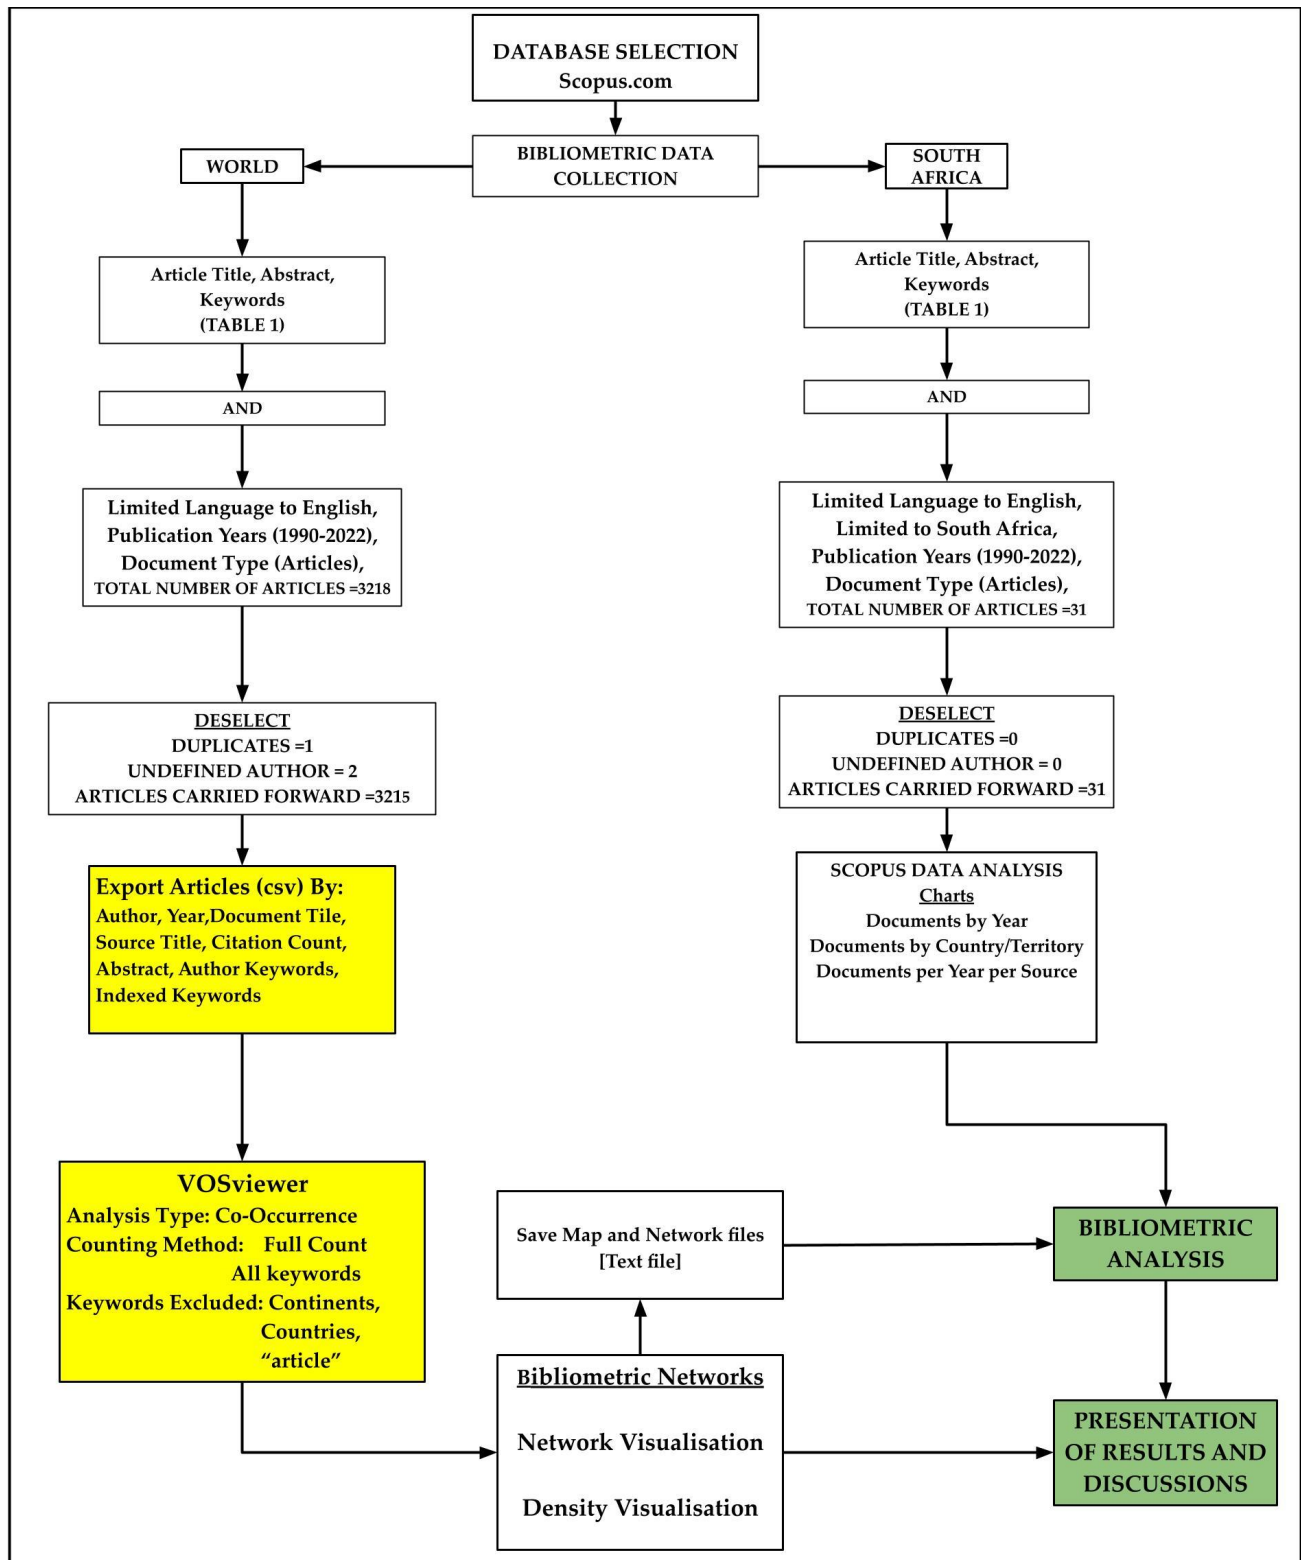 DATABASE SELECTION
Scopus.com
BIBLIOMETRIC DATA
COLLECTION
WORLD
SOUTH
AFRICA
Article Title, Abstract,
Keywords
(TABLE 1)
Article Title, Abstract,
Keywords
(TABLE 1)
AND
AND
Limited Language to English,
Publication Years (1990-2022),
Document Type (Articles),
TOTAL NUMBER OF ARTICLES =3218
Limited Language to English,
Limited to South Africa,
Publication Years (1990-2022),
Document Type (Articles),
TOTAL NUMBER OF ARTICLES =31
DESELECT
DUPLICATES =1
UNDEFINED AUTHOR = 2
ARTICLES CARRIED FORWARD =3215
DESELECT
DUPLICATES =0
UNDEFINED AUTHOR = 0
ARTICLES CARRIED FORWARD =31
Export Articles (csv) By:
Author, Year,Document Tile,
Source Title, Citation Count,
Abstract, Author Keywords,
Indexed Keywords
SCOPUS DATA ANALYSIS
Charts
Documents by Year
Documents by Country/Territory
Documents per Year per Source
VOSviewer
Analysis Type: Co-Occurrence
Counting Method: Full Count
All keywords
Keywords Excluded: Continents,
Countries,
“article”
Save Map and Network files
[Text file]
BIBLIOMETRIC
ANALYSIS
Bibliometric Networks
Network Visualisation
Density Visualisation
PRESENTATION
OF RESULTS AND
DISCUSSIONS